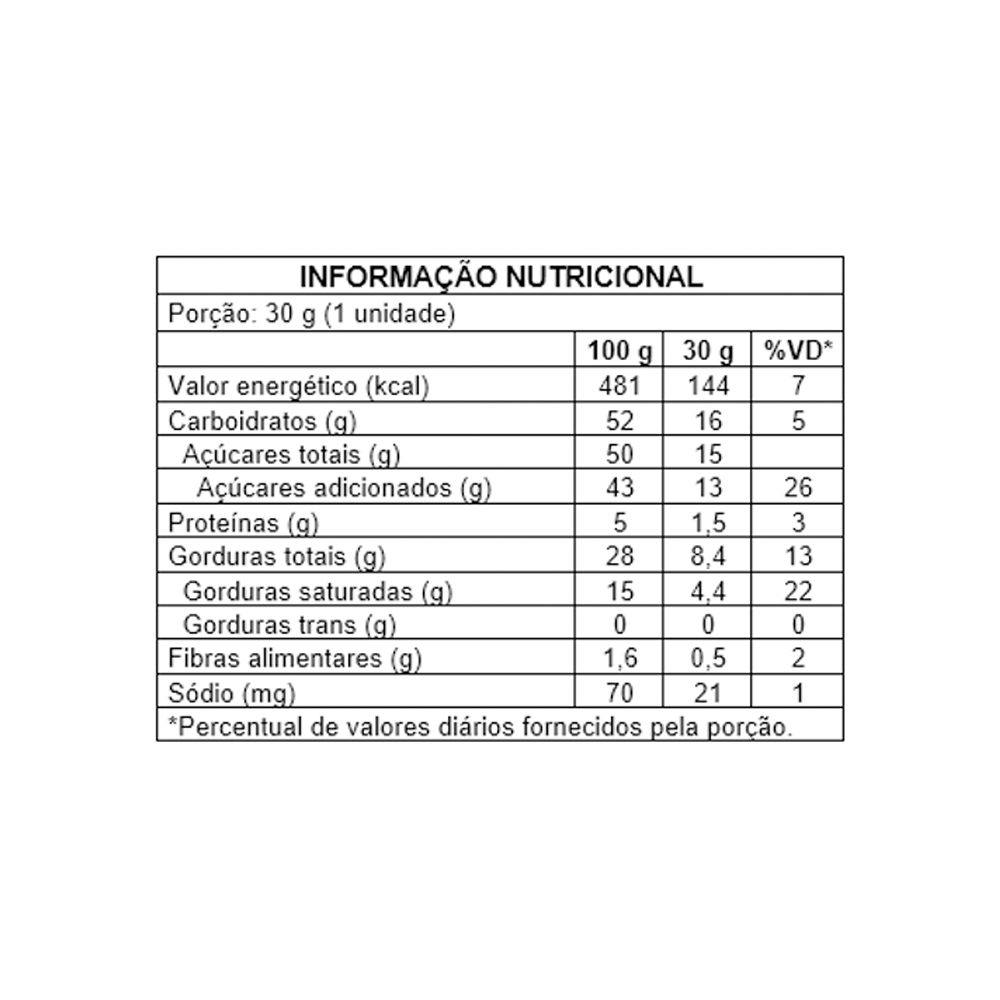 INFORMAÇÃO NUTRICIONAL
Porção: 30 g (1 unidade)
100 g 30 g %VD*
Valor energético (kcal) 481 144 7
Carboidratos (g) 52 16 5
Açúcares totais (g) 50 15
Açúcares adicionados (g) 43 13 26
Proteínas (g) 5 1,5 3
Gorduras totais (g) 28 8,4 13
Gorduras saturadas (g) 15 4,4 22
Gorduras trans (g) 0 0 0
Fibras alimentares (g) 1,6 0,5 2
Sódio (mg) 70 21 1
*Percentual de valores diários fornecidos pela porção.